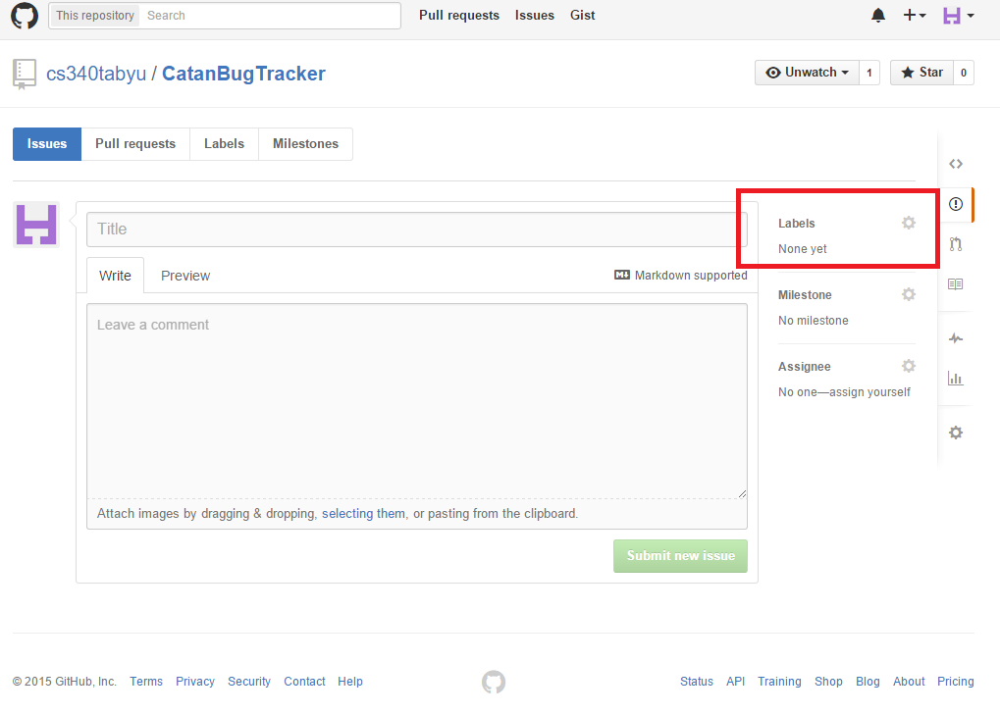 This repository Search Pull requests Issues Gist
cs340tabyu / CatanBugTracker Unwatch 1 Star 0
Issues Pull requests Labels Milestones
Title
Labels
None yet
Write Preview Markdown supported
Milestone
No milestone
Leave a comment
Assignee
No one—assign yourself
Attach images by dragging & dropping, selecting them, or pasting from the clipboard.
Submit new issue
© 2015 GitHub, Inc. Terms Privacy Security Contact Help Status API Training Shop Blog About Pricing